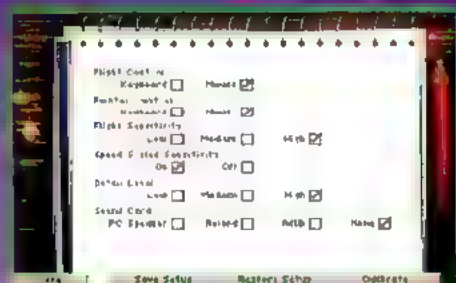 Flight Control
Keyboard Mouse
Pointer Control
Keyboard Mouse
Flight Sensitivity
Low Medium High
Speed Based Sensitivity
On Off
Detail Level
Low Medium High
Sound Card
PC Speaker Roland Adlib None
Save Setup Restore Setup Calibrate